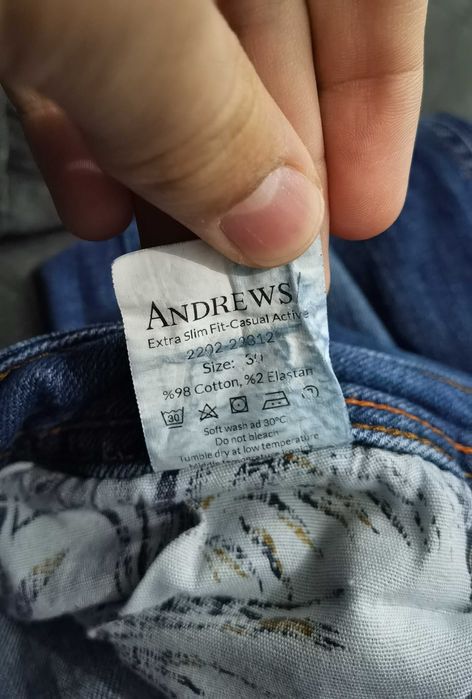 ANDREWS/
Extra Slim Fit-Casual Active
Size:
%98 Cotton, %2 Elastan
30
Soft wash ad 30°C
Do not bleach
Tumble dry at low temperature